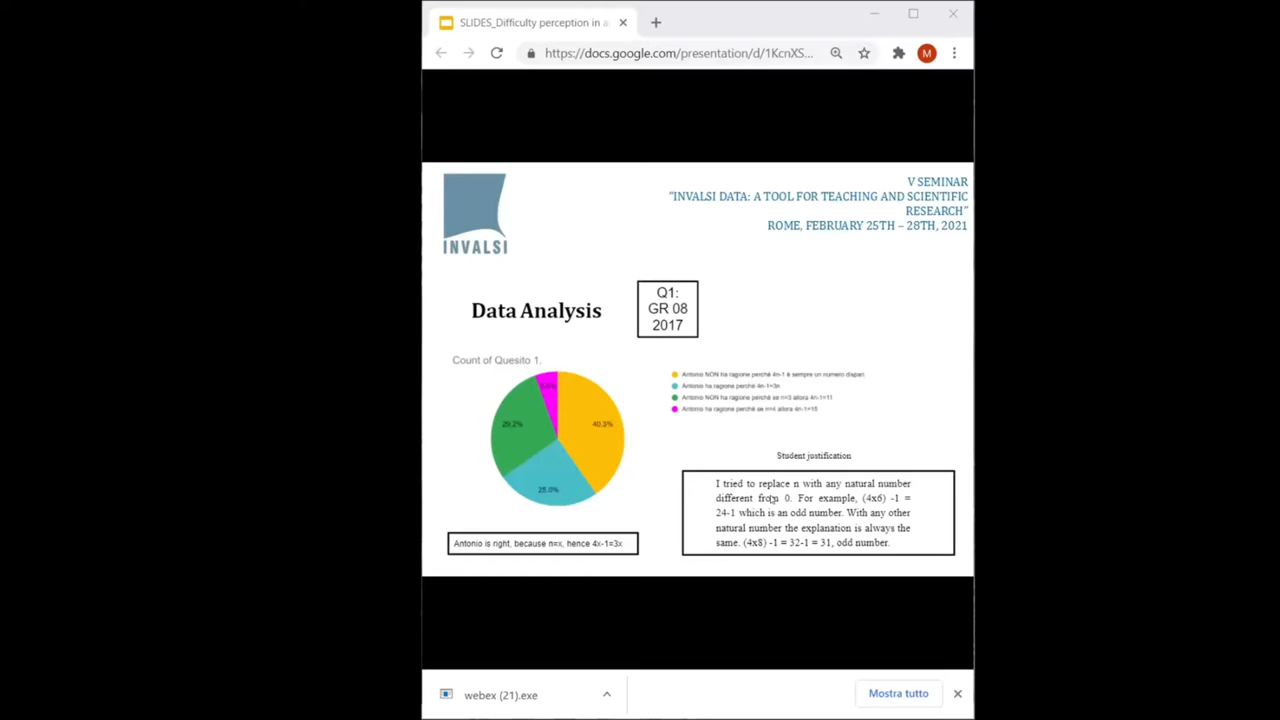 SLIDES_Difficulty perception in a
https://docs.google.com/presentation/d/1KcnXS...
M
INVALSI
V SEMINAR
"INVALSI DATA: A TOOL FOR TEACHING AND SCIENTIFIC
RESEARCH"
ROME, FEBRUARY 25TH – 28TH, 2021
Data Analysis
Q1:
GR 08
2017
Count of Quesito 1.
40.3%
29.2%
25.0%
Antonio NON ha ragione perché 4n-1 è sempre un numero dispari
Antonio ha ragione perché 4n-1=3n
Antonio NON ha ragione perché se n=3 allora 4n-1=11
Antonio ha ragione perché se n=4 allora 4n-1=15
Student justification
I tried to replace n with any natural number
different from 0. For example, (4x6) -1 =
24-1 which is an odd number. With any other
natural number the explanation is always the
same. (4x8) -1 = 32-1 = 31, odd number.
Antonio is right, because n=x, hence 4x-1=3x
webex (21).exe
Mostra tutto